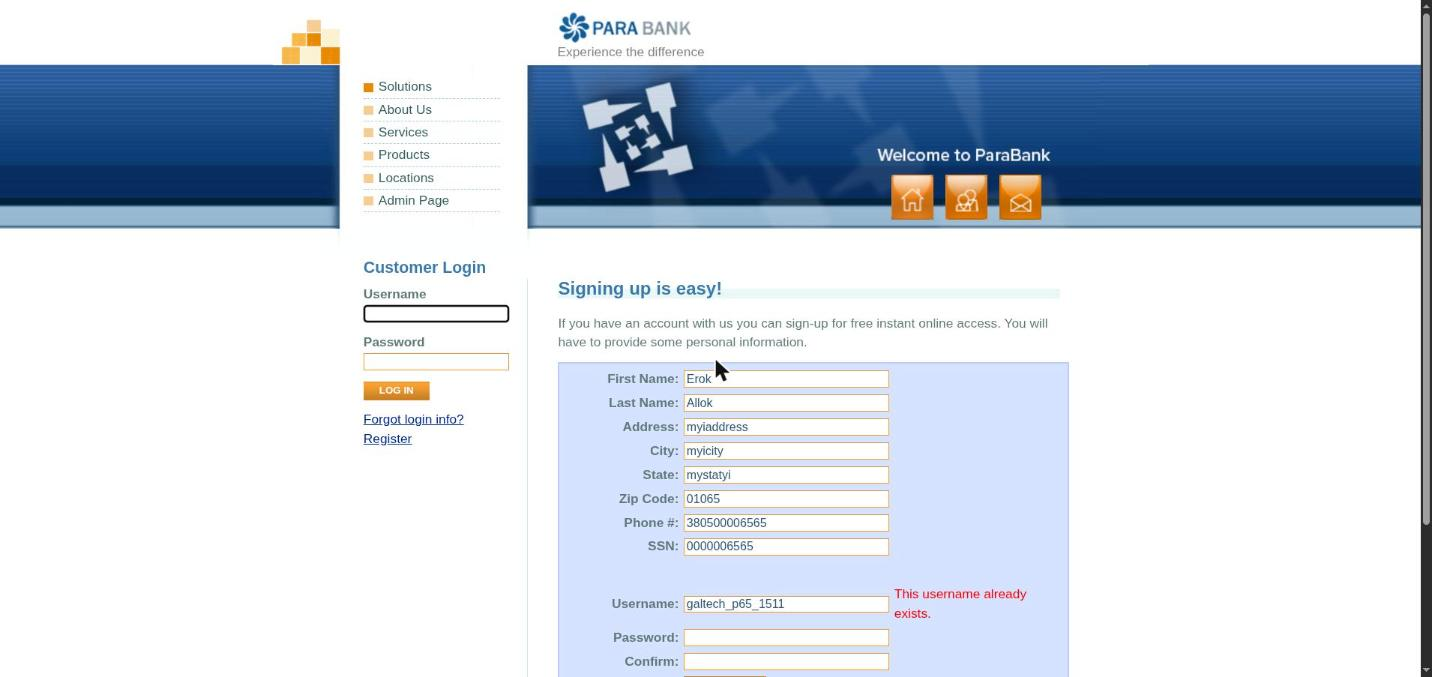 PARA BANK
Experience the difference
Solutions
About Us
Services
Products
Locations
Admin Page
Welcome to ParaBank
Customer Login
Username
Password
LOG IN
Forgot login info?
Register
Signing up is easy!
If you have an account with us you can sign-up for free instant online access. You will
have to provide some personal information.
First Name: Erok
Last Name: Allok
Address: myiaddress
City: myicity
State: mystatyi
Zip Code: 01065
Phone #: 380500006565
SSN: 0000006565
Username: galtech_p65_1511 This username already
exists.
Password:
Confirm: